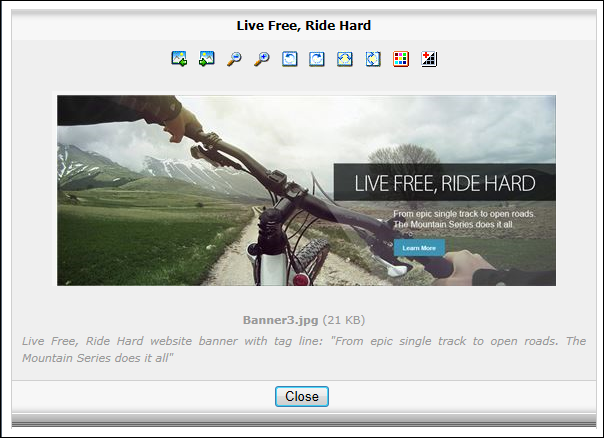 Live Free, Ride Hard
LIVE FREE, RIDE HARD
From epic single track to open roads.
The Mountain Series does it all.
Learn More
Banner3.jpg (21 KB)
Live Free, Ride Hard website banner with tag line: "From epic single track to open roads. The
Mountain Series does it all"
Close